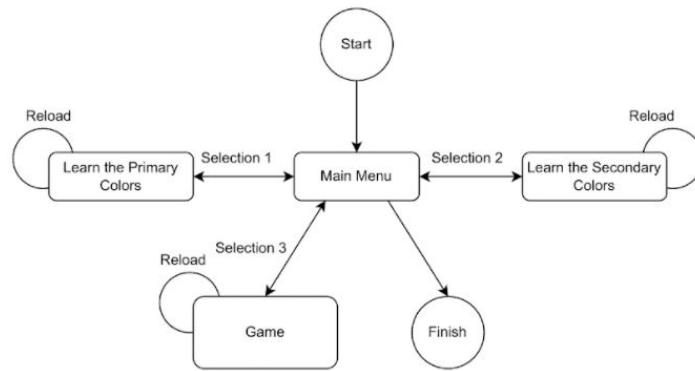 Start
Reload
Reload
Learn the Primary
Colors
Selection 1
Main Menu
Selection 2
Learn the Secondary
Colors
Selection 3
Reload
Game
Finish